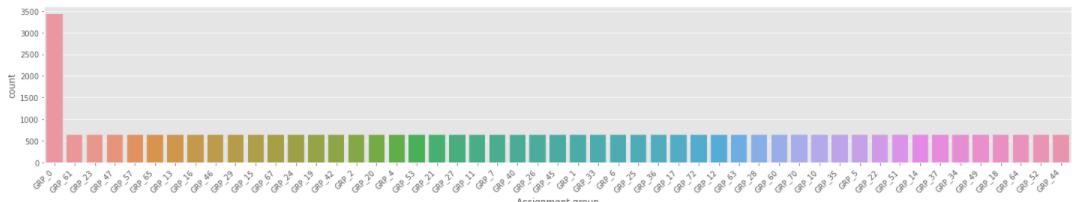 3500
3000
2500
2000
1500
1000
500
0
count
GRP_0 GRP_61 GRP_23 GRP_47 GRP_57 GRP_65 GRP_13 GRP_16 GRP_46 GRP_29 GRP_15 GRP_67 GRP_24 GRP_19 GRP_42 GRP_2 GRP_20 GRP_4 GRP_53 GRP_21 GRP_27 GRP_11 GRP_7 GRP_40 GRP_26 GRP_45 GRP_1 GRP_33 GRP_6 GRP_25 GRP_36 GRP_17 GRP_72 GRP_12 GRP_63 GRP_28 GRP_60 GRP_70 GRP_10 GRP_35 GRP_5 GRP_22 GRP_51 GRP_14 GRP_37 GRP_34 GRP_49 GRP_18 GRP_64 GRP_52 GRP_44
Assignment group